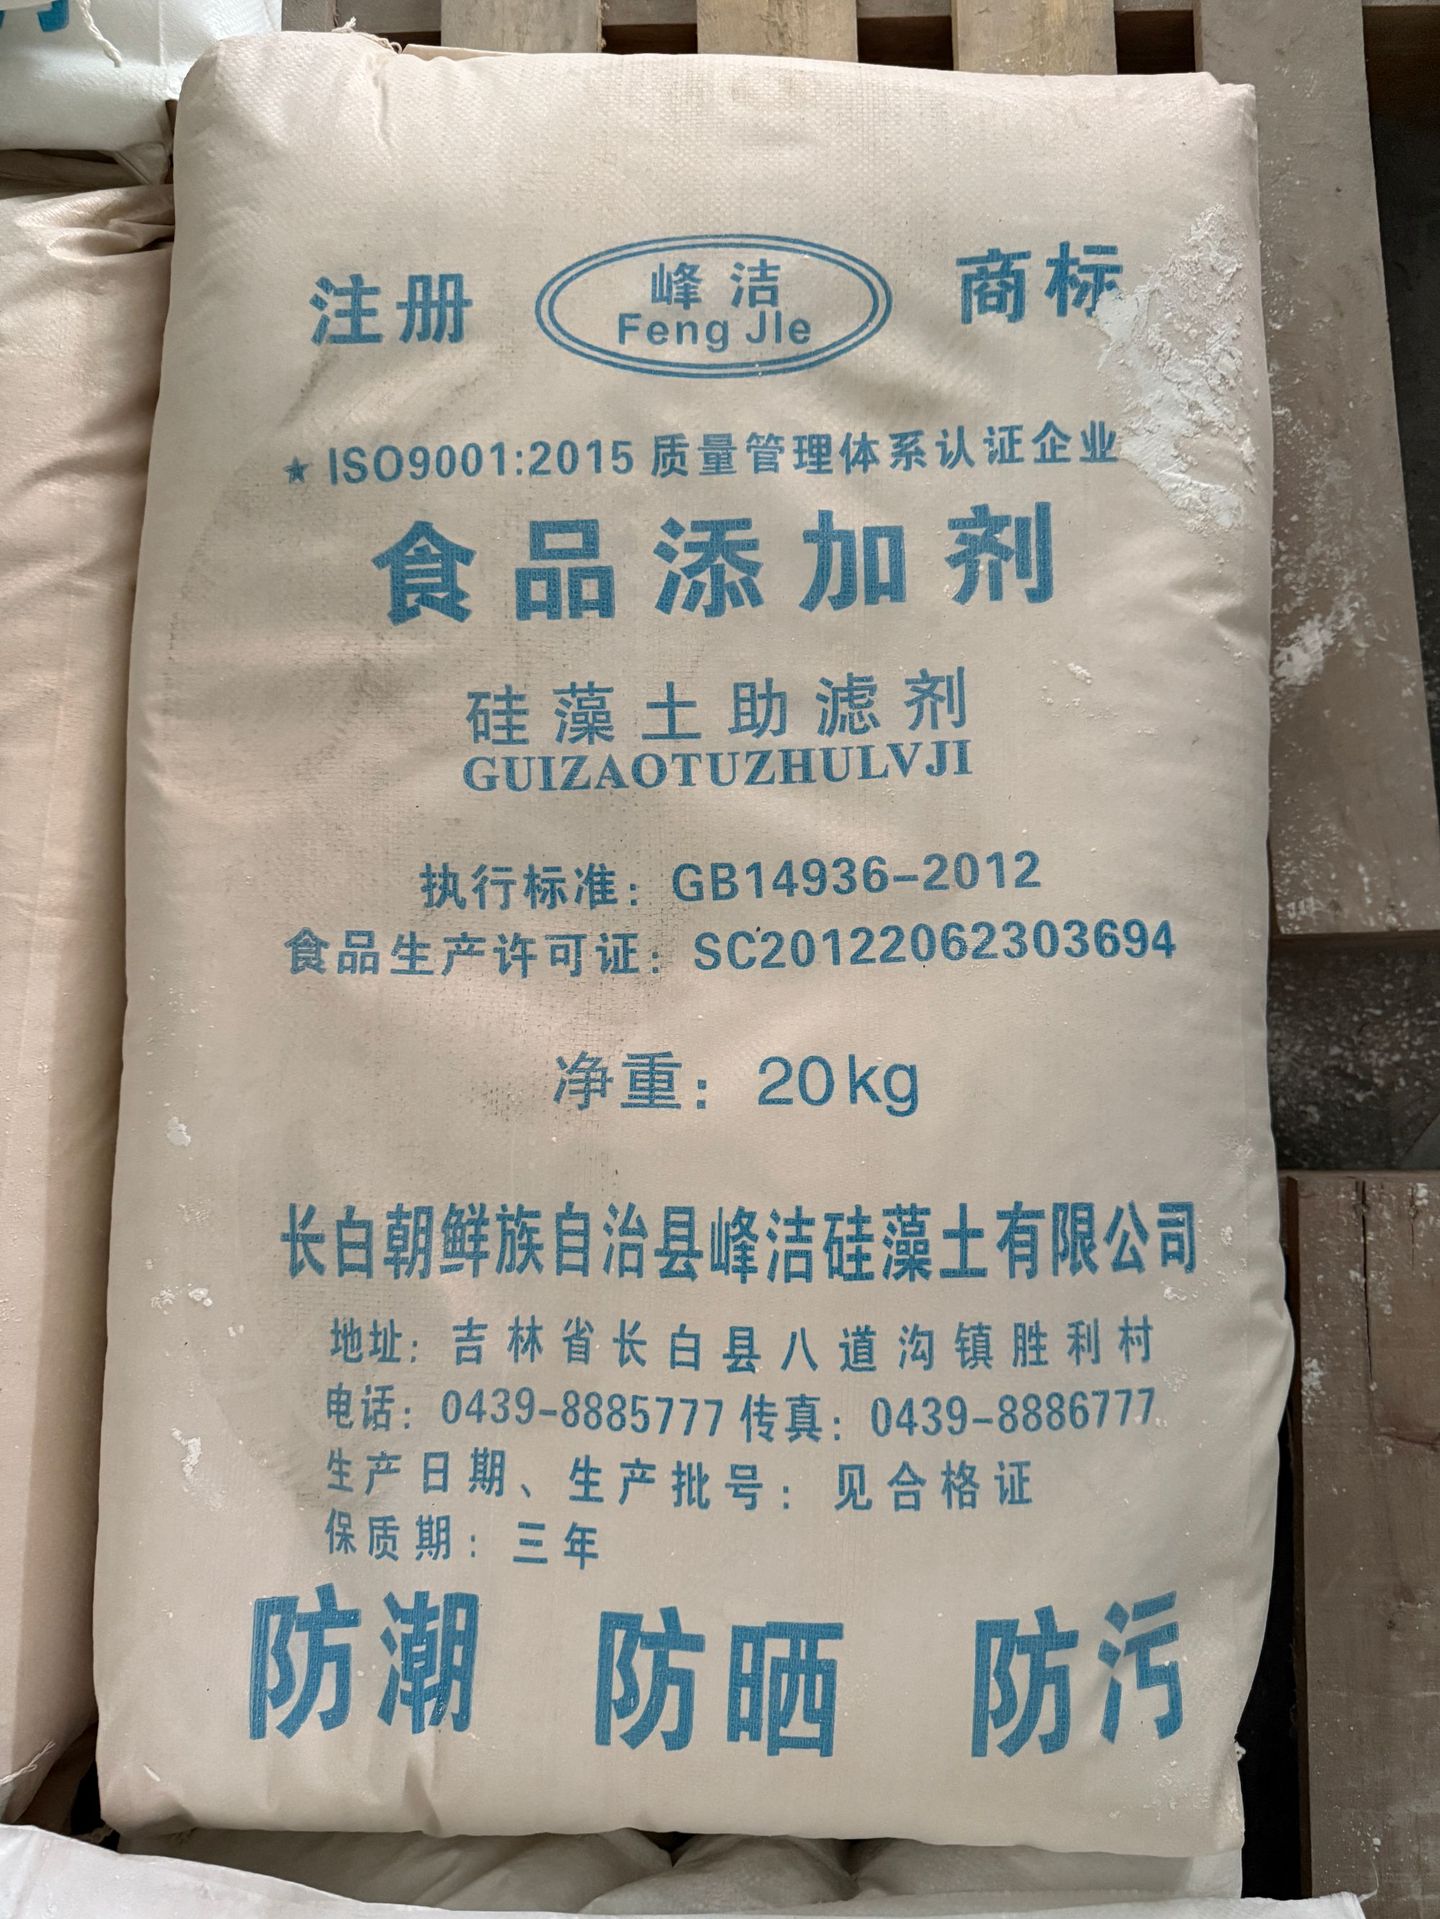 注册 峰洁 商标
Feng JIe
★ ISO9001:2015 质量管理体系认证企业
食品添加剂
硅藻土助滤剂
GUIZAOTUZHULVJI
执行标准：GB14936-2012
食品生产许可证：SC20122062303694
净重：20kg
长白朝鲜族自治县峰洁硅藻土有限公司
地址：吉林省长白县八道沟镇胜利村
电话：0439-8885777 传真：0439-8886777
生产日期、生产批号：见合格证
保质期：三年
防潮 防晒 防污